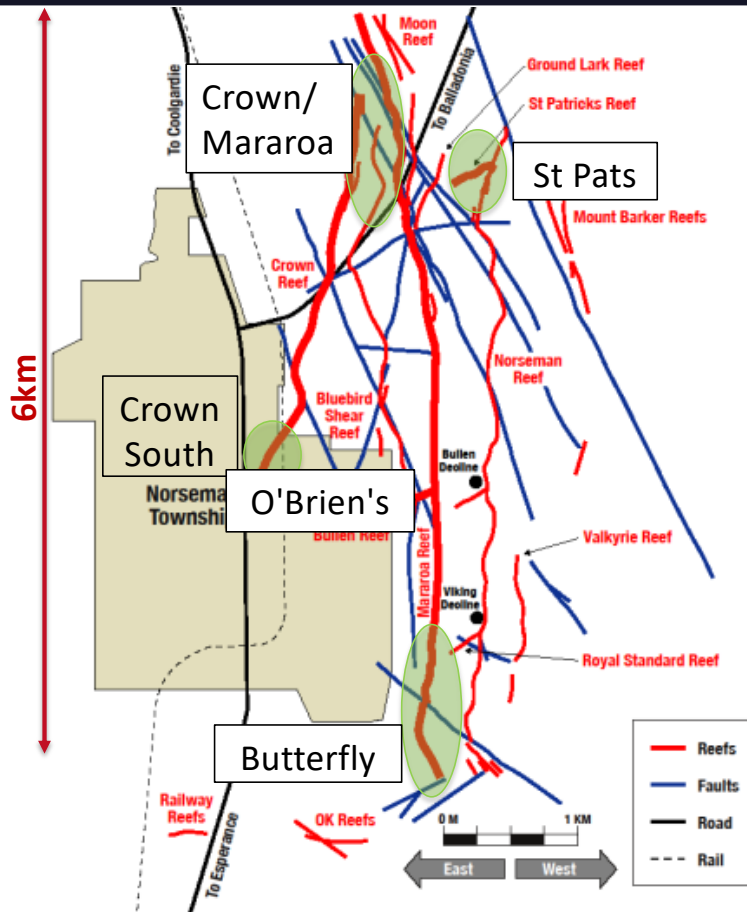 Moon
Reef
Ground Lark Reef
St Patricks Reef
Crown/
Mararoa
To Coolgardie
To Balladonia
St Pats
Mount Barker Reefs
Crown
Reef
6km
Norseman
Reef
Bluebird
Shear
Reef
Crown
South
Bullen
Decline
O'Brien's
Norseman
Township
Bullen Reef
Mararoa Reef
Valkyrie Reef
Viking
Decline
Royal Standard Reef
Butterfly
Reefs
Faults
Road
Rail
Railway
Reefs
OK Reefs
To Esperance
0 M
1 KM
East
West